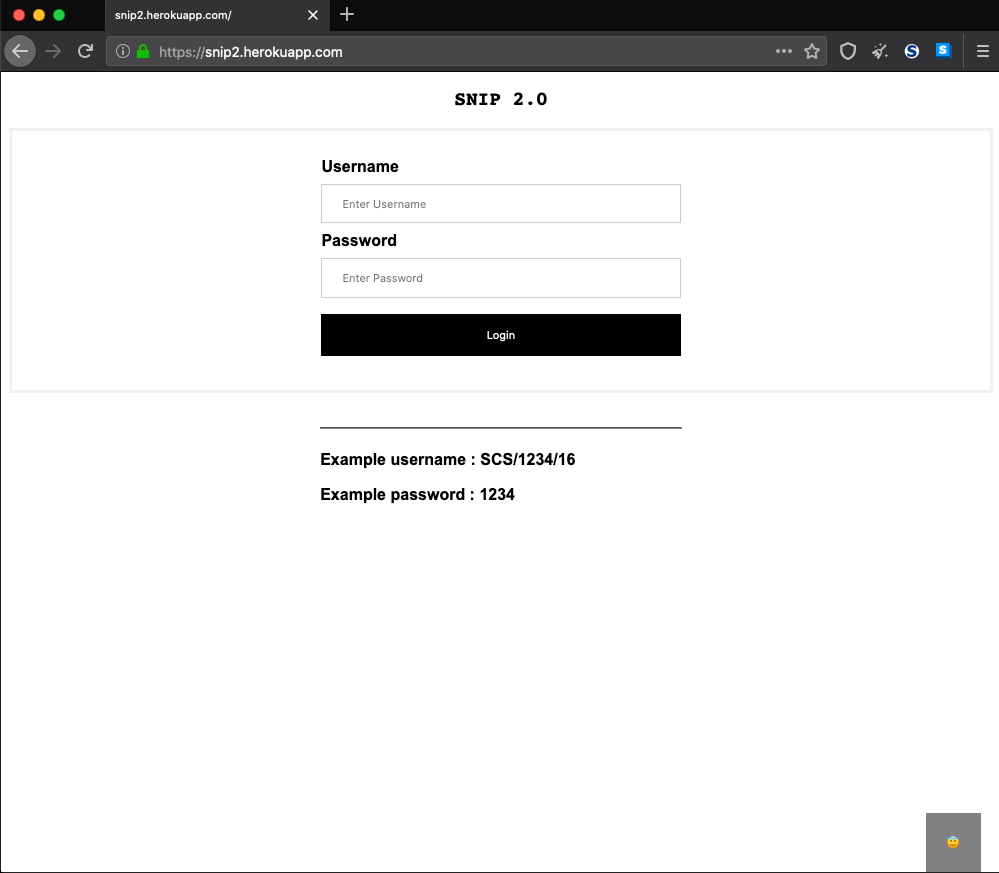 snip2.herokuapp.com/
https://snip2.herokuapp.com
S
S
SNIP 2.0
Username
Enter Username
Password
Enter Password
Login
Example username : SCS/1234/16
Example password : 1234